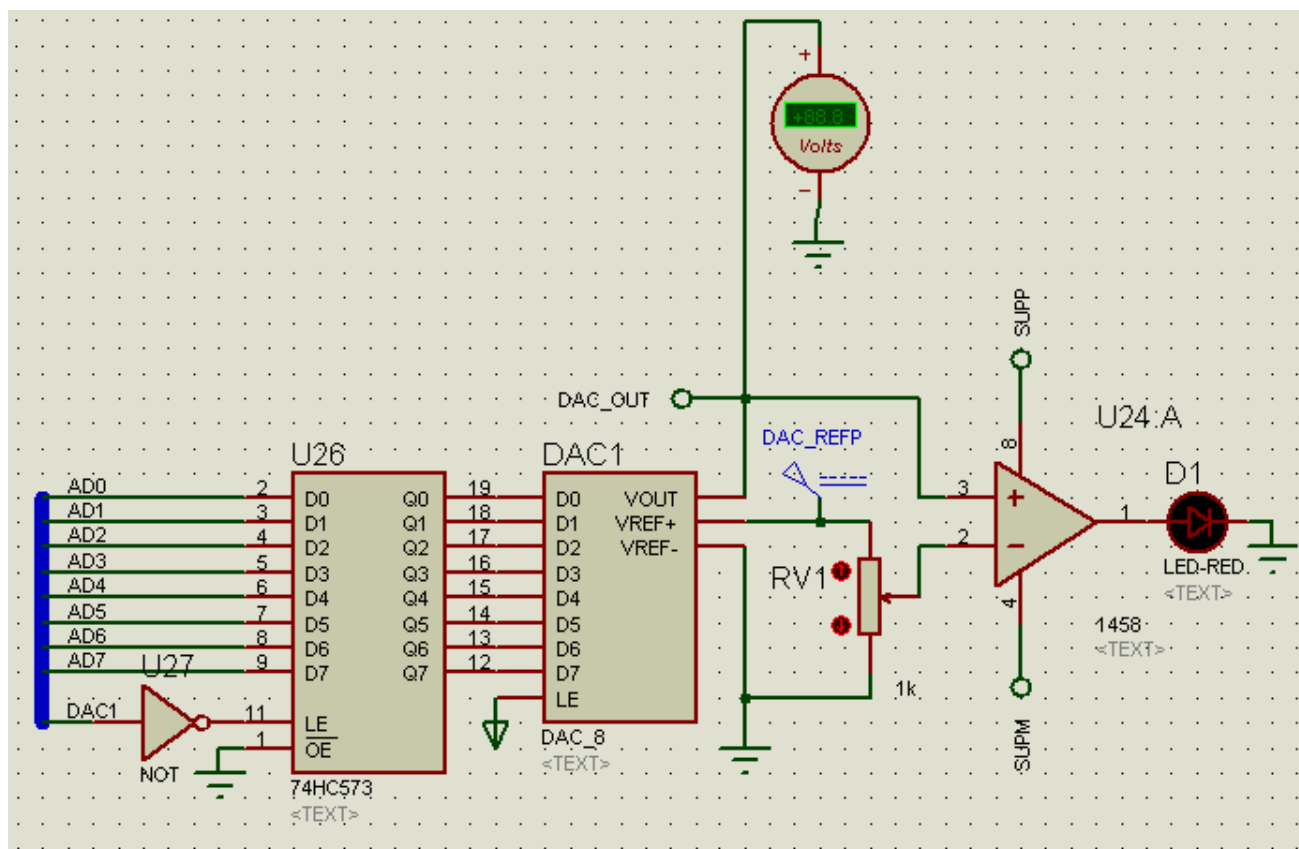 +
+88.8
Volts
−
SUPP
DAC_OUT
U24:A
DAC_REFP
8
U26
DAC1
D1
AD0 2 D0 Q0 19 D0 VOUT 3 +
AD1 3 D1 Q1 18 D1 VREF+ 1
AD2 4 D2 Q2 17 D2 VREF- 2 −
AD3 5 D3 Q3 16 D3 RV1 LED-RED
AD4 6 D4 Q4 15 D4 <TEXT>
AD5 7 D5 Q5 14 D5 4
AD6 8 D6 Q6 13 D6 1458
AD7 9 D7 Q7 12 D7 <TEXT>
U27
DAC1 11 LE LE 1k
1 OE
NOT
DAC_8
<TEXT>
SUPM
74HC573
<TEXT>